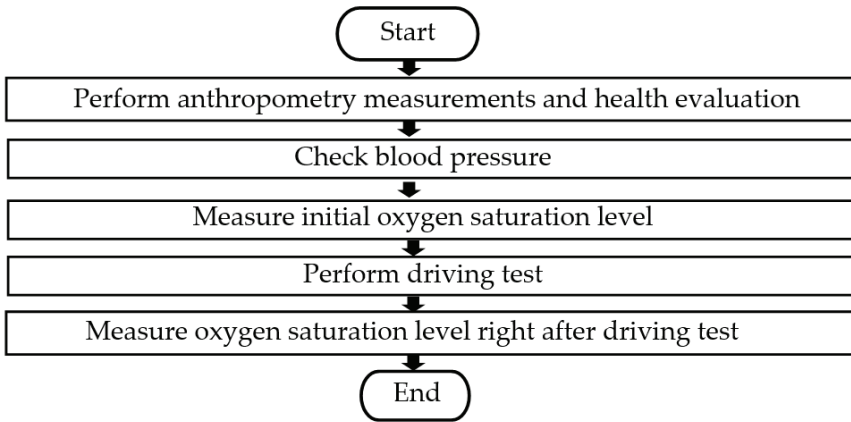 Start
Perform anthropometry measurements and health evaluation
Check blood pressure
Measure initial oxygen saturation level
Perform driving test
Measure oxygen saturation level right after driving test
End